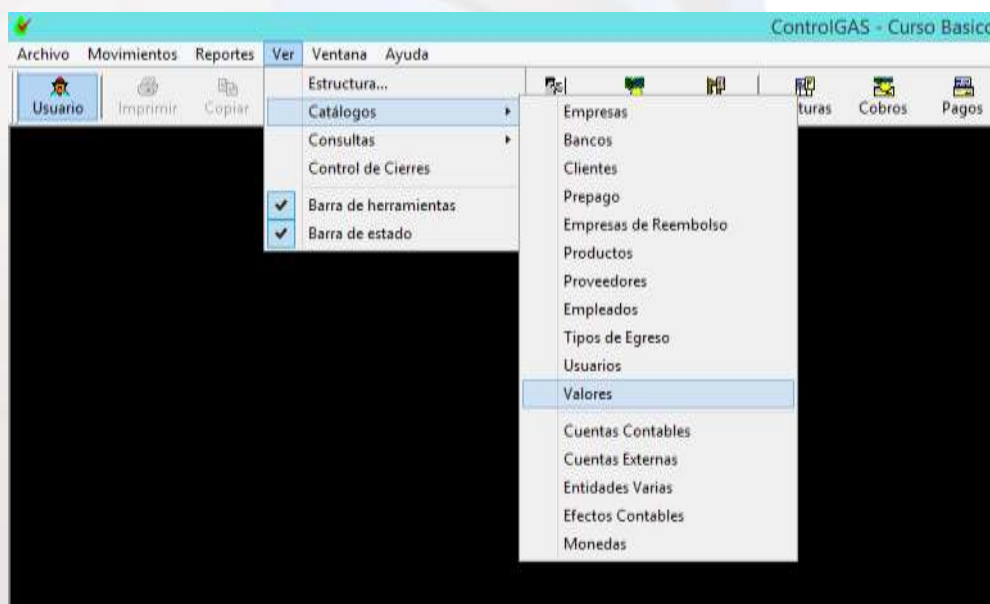 ControlGAS - Curso Basico
Archivo Movimientos Reportes Ver Ventana Ayuda
Usuario Imprimir Copiar turas Cobros Pagos
Estructura...
Catálogos
Consultas
Control de Cierres
Barra de herramientas
Barra de estado
Empresas
Bancos
Clientes
Prepago
Empresas de Reembolso
Productos
Proveedores
Empleados
Tipos de Egreso
Usuarios
Valores
Cuentas Contables
Cuentas Externas
Entidades Varias
Efectos Contables
Monedas